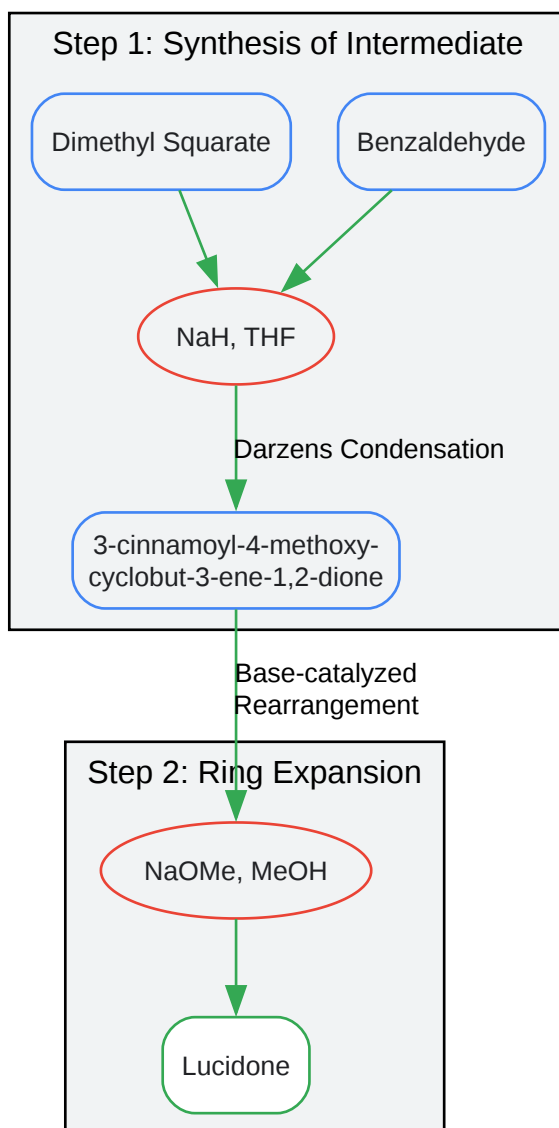 Step 1: Synthesis of Intermediate
Dimethyl Squarate
Benzaldehyde
NaH, THF
Darzens Condensation
3-cinnamoyl-4-methoxy-
cyclobut-3-ene-1,2-dione
Base-catalyzed
Rearrangement
Step 2: Ring Expansion
NaOMe, MeOH
Lucidone